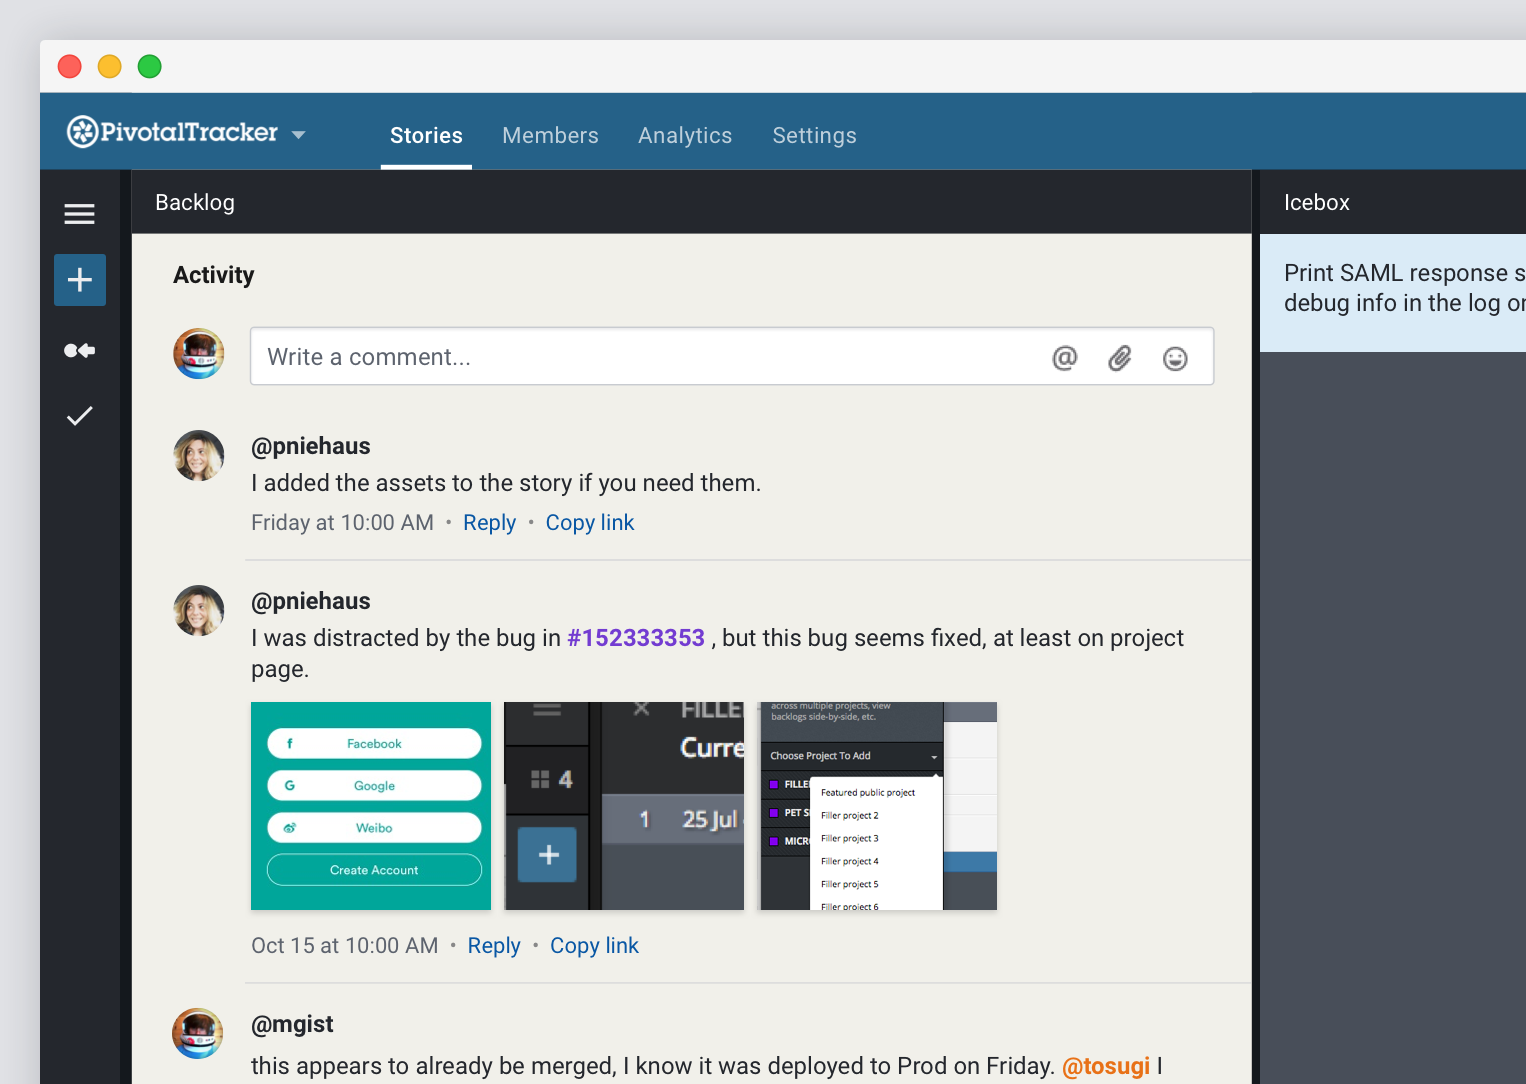 PivotalTracker
Stories Members Analytics Settings
Backlog
Icebox
Activity
Print SAML response
debug info in the log
Write a comment...
@pniehaus
I added the assets to the story if you need them.
Friday at 10:00 AM • Reply • Copy link
@pniehaus
I was distracted by the bug in #152333353 , but this bug seems fixed, at least on project
page.
Facebook
Google
Weibo
Create Account
Curre
4
1 25 Jul
across multiple projects, view
backlogs side-by-side, etc.
Choose Project To Add
FILLE
PET S
MICR
Featured public project
Filler project 2
Filler project 3
Filler project 4
Filler project 5
Filler project 6
Oct 15 at 10:00 AM • Reply • Copy link
@mgist
this appears to already be merged, I know it was deployed to Prod on Friday. @tosugi I